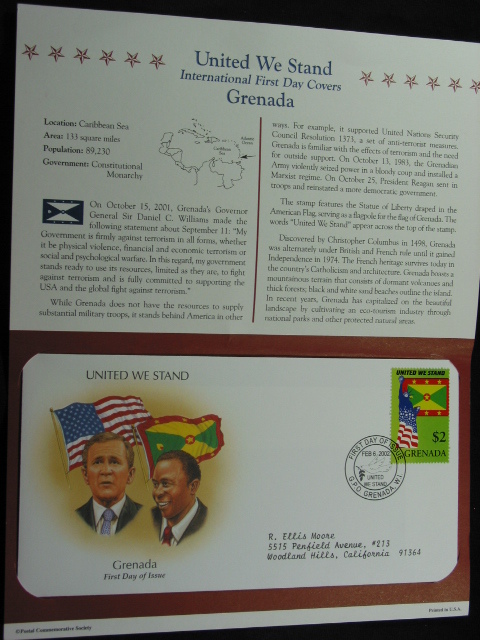 United We Stand
International First Day Covers
Grenada
Location: Caribbean Sea
Area: 133 square miles
Population: 89,230
Government: Constitutional
Monarchy
Caribbean
Sea
Atlantic
Ocean
On October 15, 2001, Grenada's Governor
General Sir Daniel C. Williams made the
following statement about September 11: "My
Government is firmly against terrorism in all forms, whether
it be physical violence, financial and economic terrorism or
social and psychological warfare. In this regard, my government
stands ready to use its resources, limited as they are, to fight
against terrorism and is fully committed to supporting the
USA and the global fight against terrorism."
While Grenada does not have the resources to supply
substantial military troops, it stands behind America in other
ways. For example, it supported United Nations Security
Council Resolution 1373, a set of anti-terrorist measures.
Grenada is familiar with the effects of terrorism and the need
for outside support. On October 13, 1983, the Grenadian
Army violently seized power in a bloody coup and installed a
Marxist regime. On October 25, President Reagan sent in
troops and reinstated a more democratic government.
The stamp features the Statue of Liberty draped in the
American Flag, serving as a flagpole for the flag of Grenada. The
words "United We Stand" appear across the top of the stamp.
Discovered by Christopher Columbus in 1498, Grenada
was alternately under British and French rule until it gained
Independence in 1974. The French heritage survives today in
the country's Catholicism and architecture. Grenada boasts a
mountainous terrain that consists of dormant volcanoes and
thick forests; black and white sand beaches outline the island.
In recent years, Grenada has capitalized on the beautiful
landscape by cultivating an eco-tourism industry through
national parks and other protected natural areas.
UNITED WE STAND
UNITED WE STAND
$2
GRENADA
FIRST DAY OF ISSUE
FEB 6, 2002
UNITED
WE STAND
G.P.O. GRENADA, W.I.
R. Ellis Moore
5515 Penfield Avenue, #213
Woodland Hills, California 91364
Grenada
First Day of Issue
©Postal Commemorative Society
Printed in U.S.A.